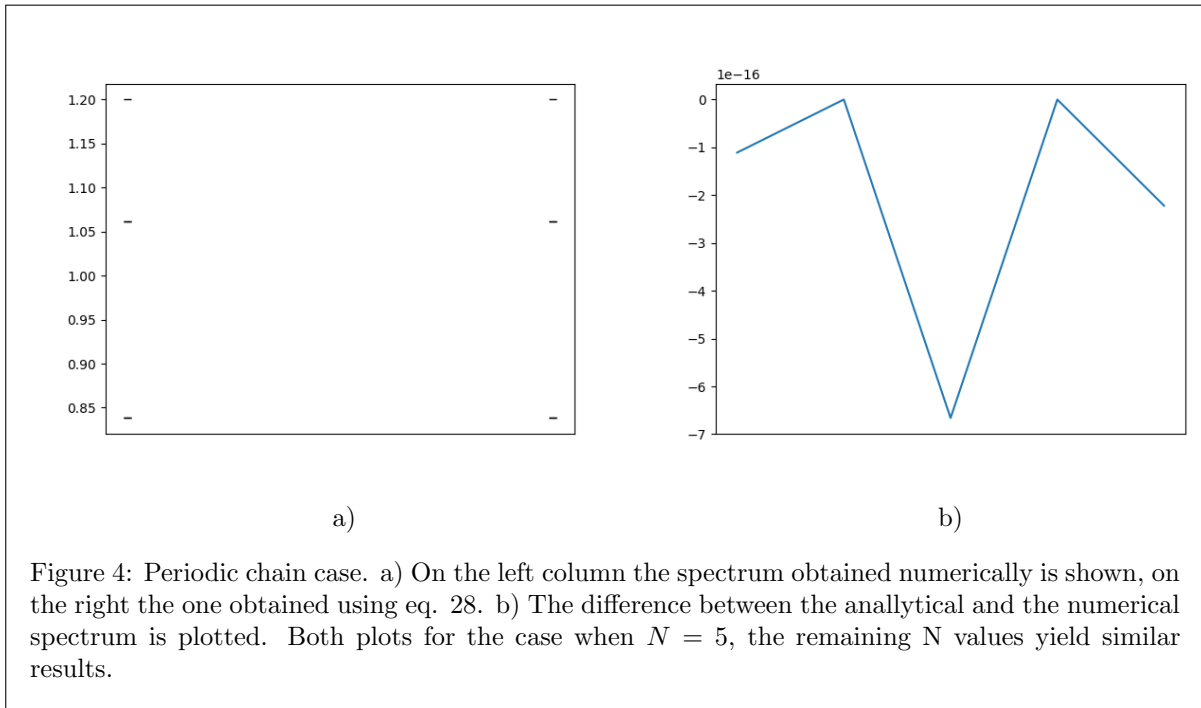 1.20
1.15
1.10
1.05
1.00
0.95
0.90
0.85
1e−16
0
−1
−2
−3
−4
−5
−6
−7
a)
b)
Figure 4: Periodic chain case. a) On the left column the spectrum obtained numerically is shown, on
the right the one obtained using eq. 28. b) The difference between the anallytical and the numerical
spectrum is plotted. Both plots for the case when N = 5, the remaining N values yield similar
results.